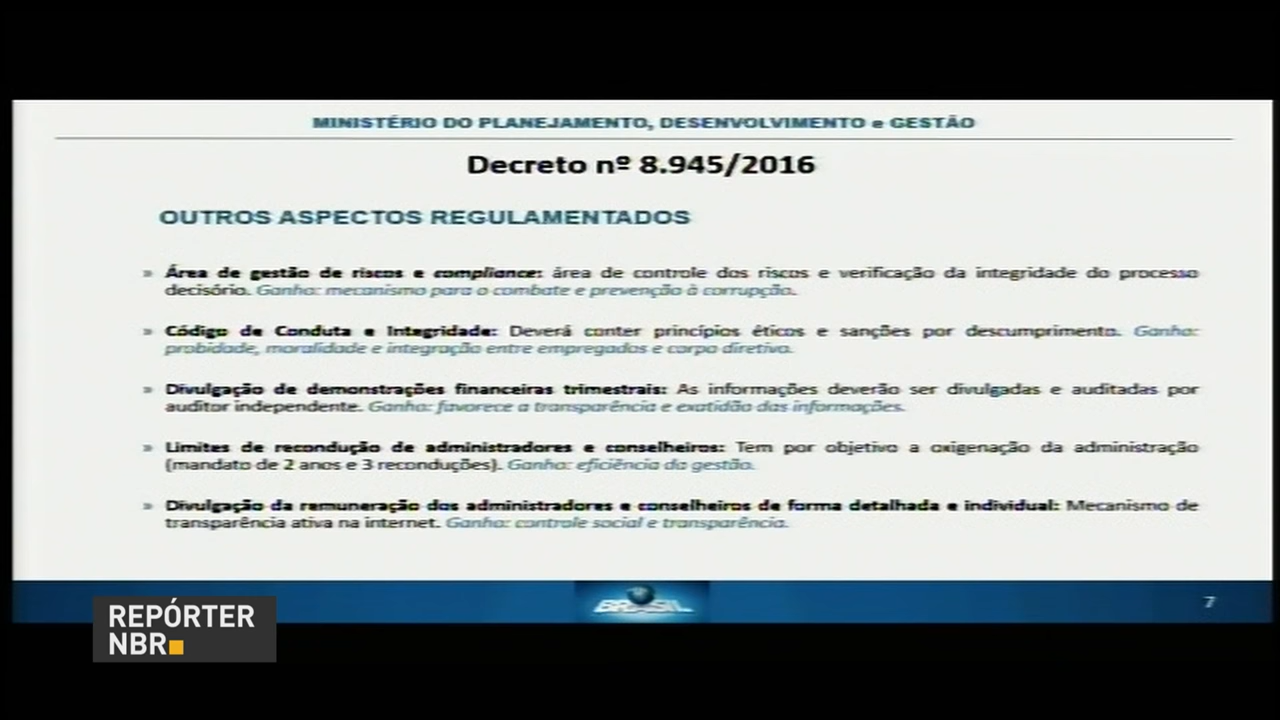 MINISTÉRIO DO PLANEJAMENTO, DESENVOLVIMENTO e GESTÃO
Decreto nº 8.945/2016
OUTROS ASPECTOS REGULAMENTADOS
» Área de gestão de riscos e compliance: área de controle dos riscos e verificação da integridade do processo
decisório. Ganho: mecanismo para o combate e prevenção à corrupção.
» Código de Conduta e Integridade: Deverá conter princípios éticos e sanções por descumprimento. Ganho:
probidade, moralidade e integração entre empregados e corpo diretivo.
» Divulgação de demonstrações financeiras trimestrais: As informações deverão ser divulgadas e auditadas por
auditor independente. Ganho: favorece a transparência e exatidão das informações.
» Limites de recondução de administradores e conselheiros: Tem por objetivo a oxigenação da administração
(mandato de 2 anos e 3 reconduções). Ganho: eficiência da gestão.
» Divulgação da remuneração dos administradores e conselheiros de forma detalhada e individual: Mecanismo de
transparência ativa na internet. Ganho: controle social e transparência.
BRASIL
7
REPÓRTER
NBR